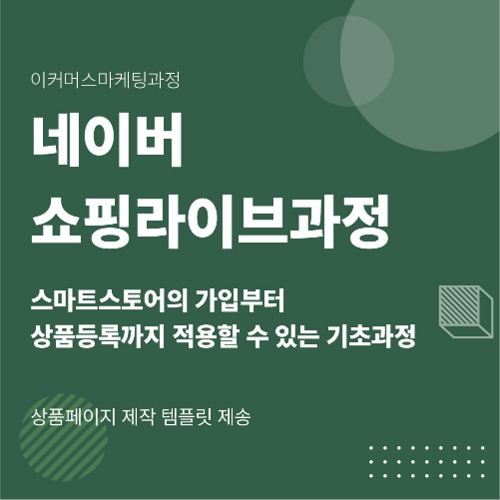 이커머스마케팅과정
네이버
쇼핑라이브과정
스마트스토어의 가입부터
상품등록까지 적용할 수 있는 기초과정
상품페이지 제작 템플릿 제송